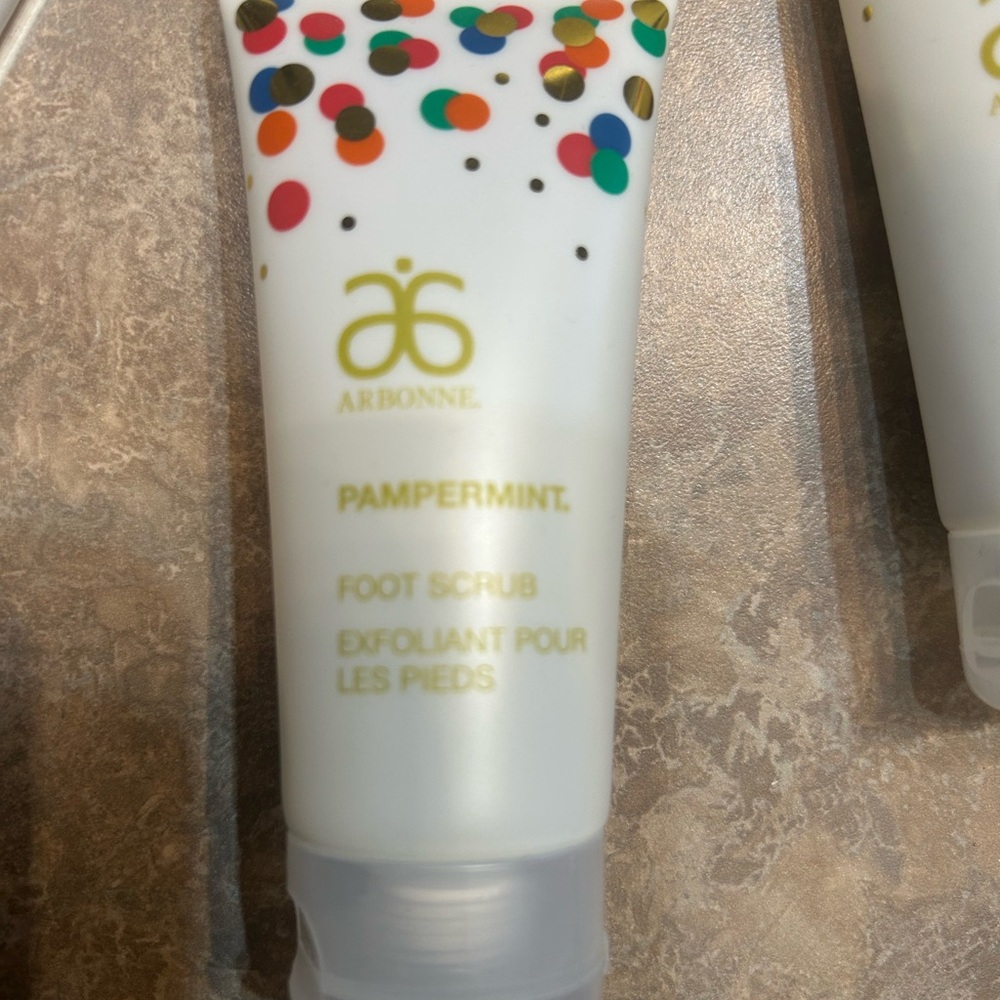 ARBONNE.
PAMPERMINT.
FOOT SCRUB
EXFOLIANT POUR
LES PIEDS